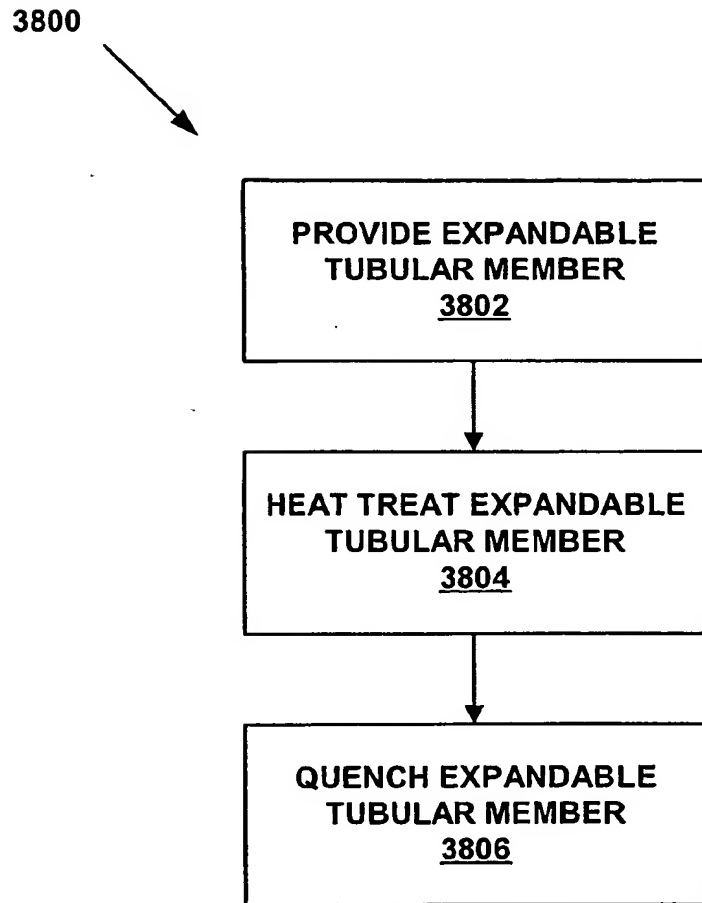 3800
PROVIDE EXPANDABLE
TUBULAR MEMBER
3802
HEAT TREAT EXPANDABLE
TUBULAR MEMBER
3804
QUENCH EXPANDABLE
TUBULAR MEMBER
3806